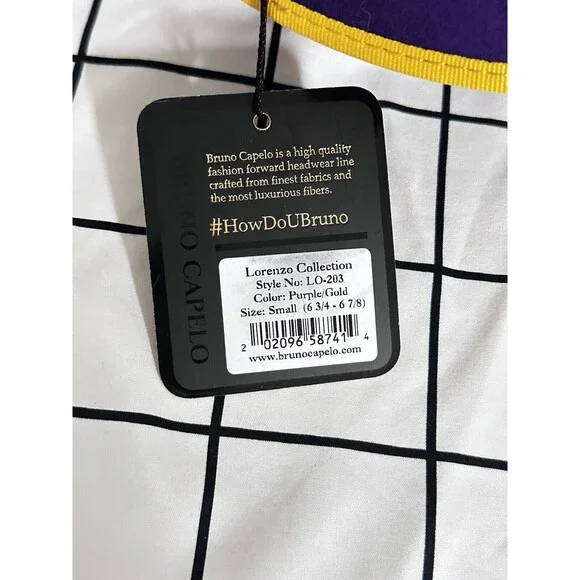 Bruno Capelo is a high quality
fashion forward headwear line
crafted from finest fabrics and
the most luxurious fibers.
#HowDoUBruno
NO CAPELO
Lorenzo Collection
Style No: LO-203
Color: Purple/Gold
Size: Small (6 3/4 - 6 7/8)
2 02096 58741 4
www.brunocapelo.com